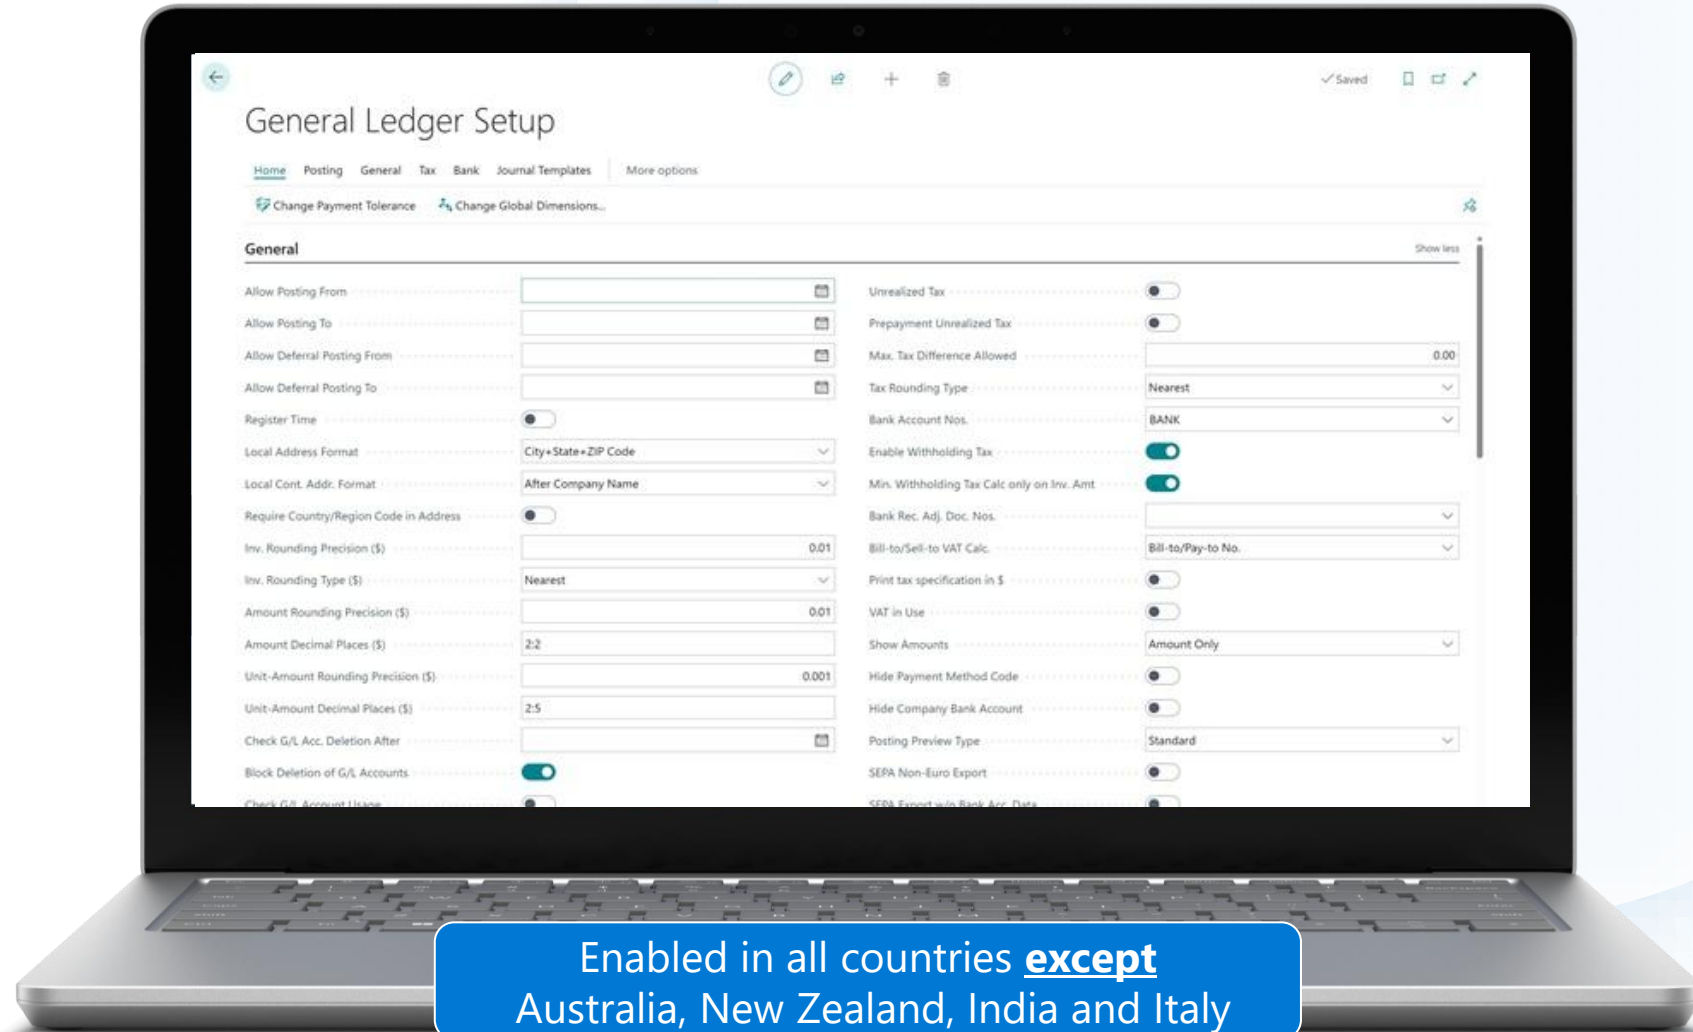 Saved
General Ledger Setup
Home Posting General Tax Bank Journal Templates More options
Change Payment Tolerance Change Global Dimensions...
General Show less
Allow Posting From
Allow Posting To
Allow Deferral Posting From
Allow Deferral Posting To
Register Time
Local Address Format City+State+ZIP Code
Local Cont. Addr. Format After Company Name
Require Country/Region Code in Address
Inv. Rounding Precision ($) 0.01
Inv. Rounding Type ($) Nearest
Amount Rounding Precision ($) 0.01
Amount Decimal Places ($) 2:2
Unit-Amount Rounding Precision ($) 0.001
Unit-Amount Decimal Places ($) 2:5
Check G/L Acc. Deletion After
Block Deletion of G/L Accounts
Check G/L Account Usage
Unrealized Tax
Prepayment Unrealized Tax
Max. Tax Difference Allowed 0.00
Tax Rounding Type Nearest
Bank Account Nos. BANK
Enable Withholding Tax
Min. Withholding Tax Calc only on Inv. Amt
Bank Rec. Adj. Doc. Nos.
Bill-to/Sell-to VAT Calc. Bill-to/Pay-to No.
Print tax specification in $
VAT in Use
Show Amounts Amount Only
Hide Payment Method Code
Hide Company Bank Account
Posting Preview Type Standard
SEPA Non-Euro Export
SEPA Export w/o Bank Acc. Data
Enabled in all countries except
Australia, New Zealand, India and Italy